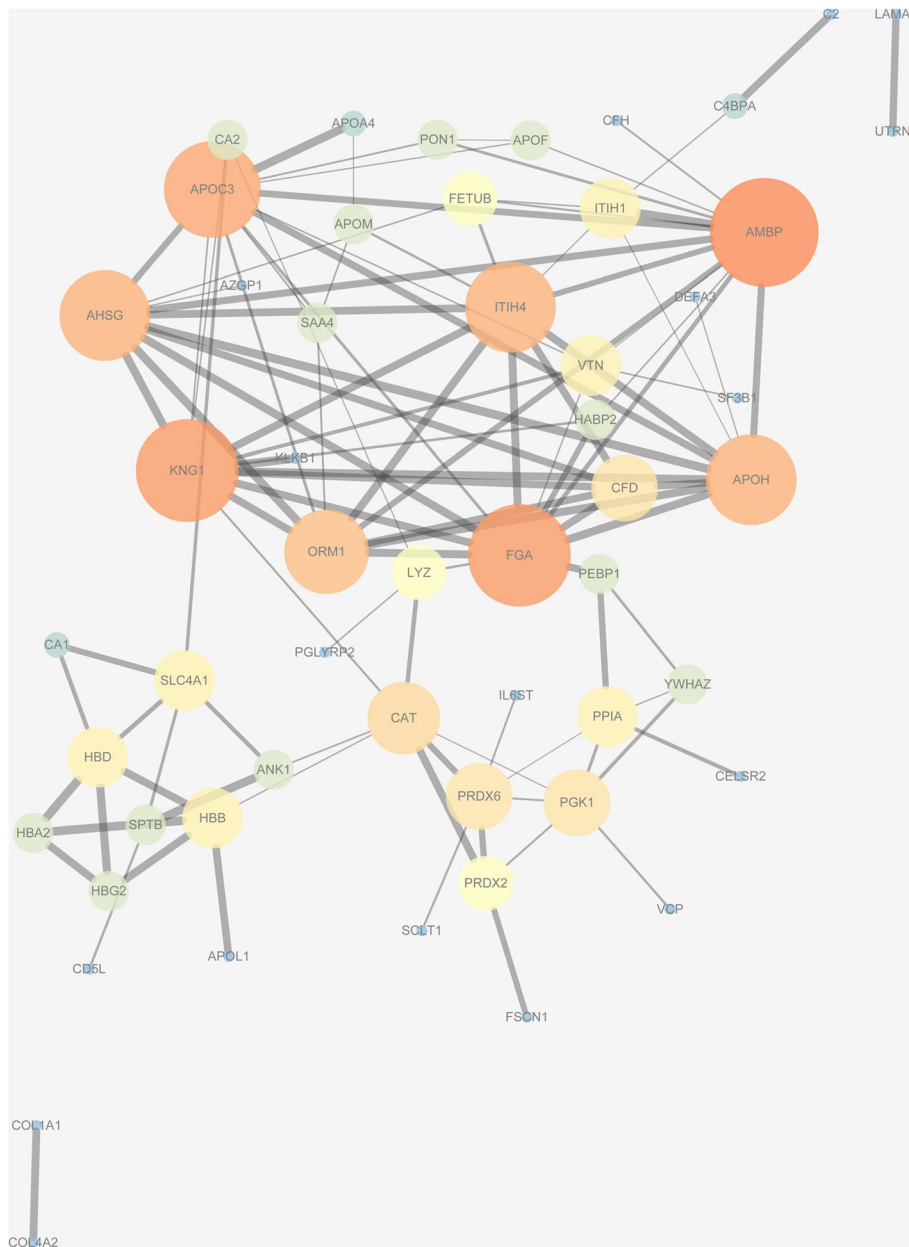 C2
LAMA
C4BPA
CFH
APOA4
UTRN
CA2
PON1
APOF
APOC3
FETUB
ITIH1
APOM
AMBP
AZGP1
DEFA3
ITIH4
AHSG
SAA4
VTN
SF3B1
HABP2
KLKB1
KNG1
APOH
CFD
ORM1
FGA
LYZ
PEBP1
CA1
PGLYRP2
SLC4A1
YWHAZ
IL6ST
CAT
PPIA
HBD
ANK1
CELSR2
PRDX6
PGK1
HBA2
SPTB
HBB
PRDX2
HBG2
VCP
SCLT1
APOL1
CD5L
FSCN1
COL1A1
COL4A2